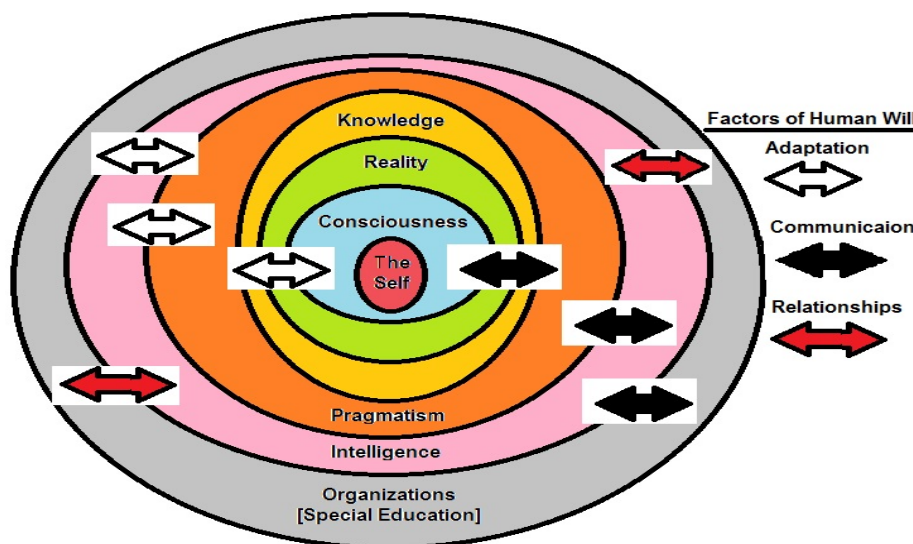 Knowledge
Reality
Consciousness
The
Self
Pragmatism
Intelligence
Organizations
[Special Education]
Factors of Human Will
Adaptation
Communicaion
Relationships